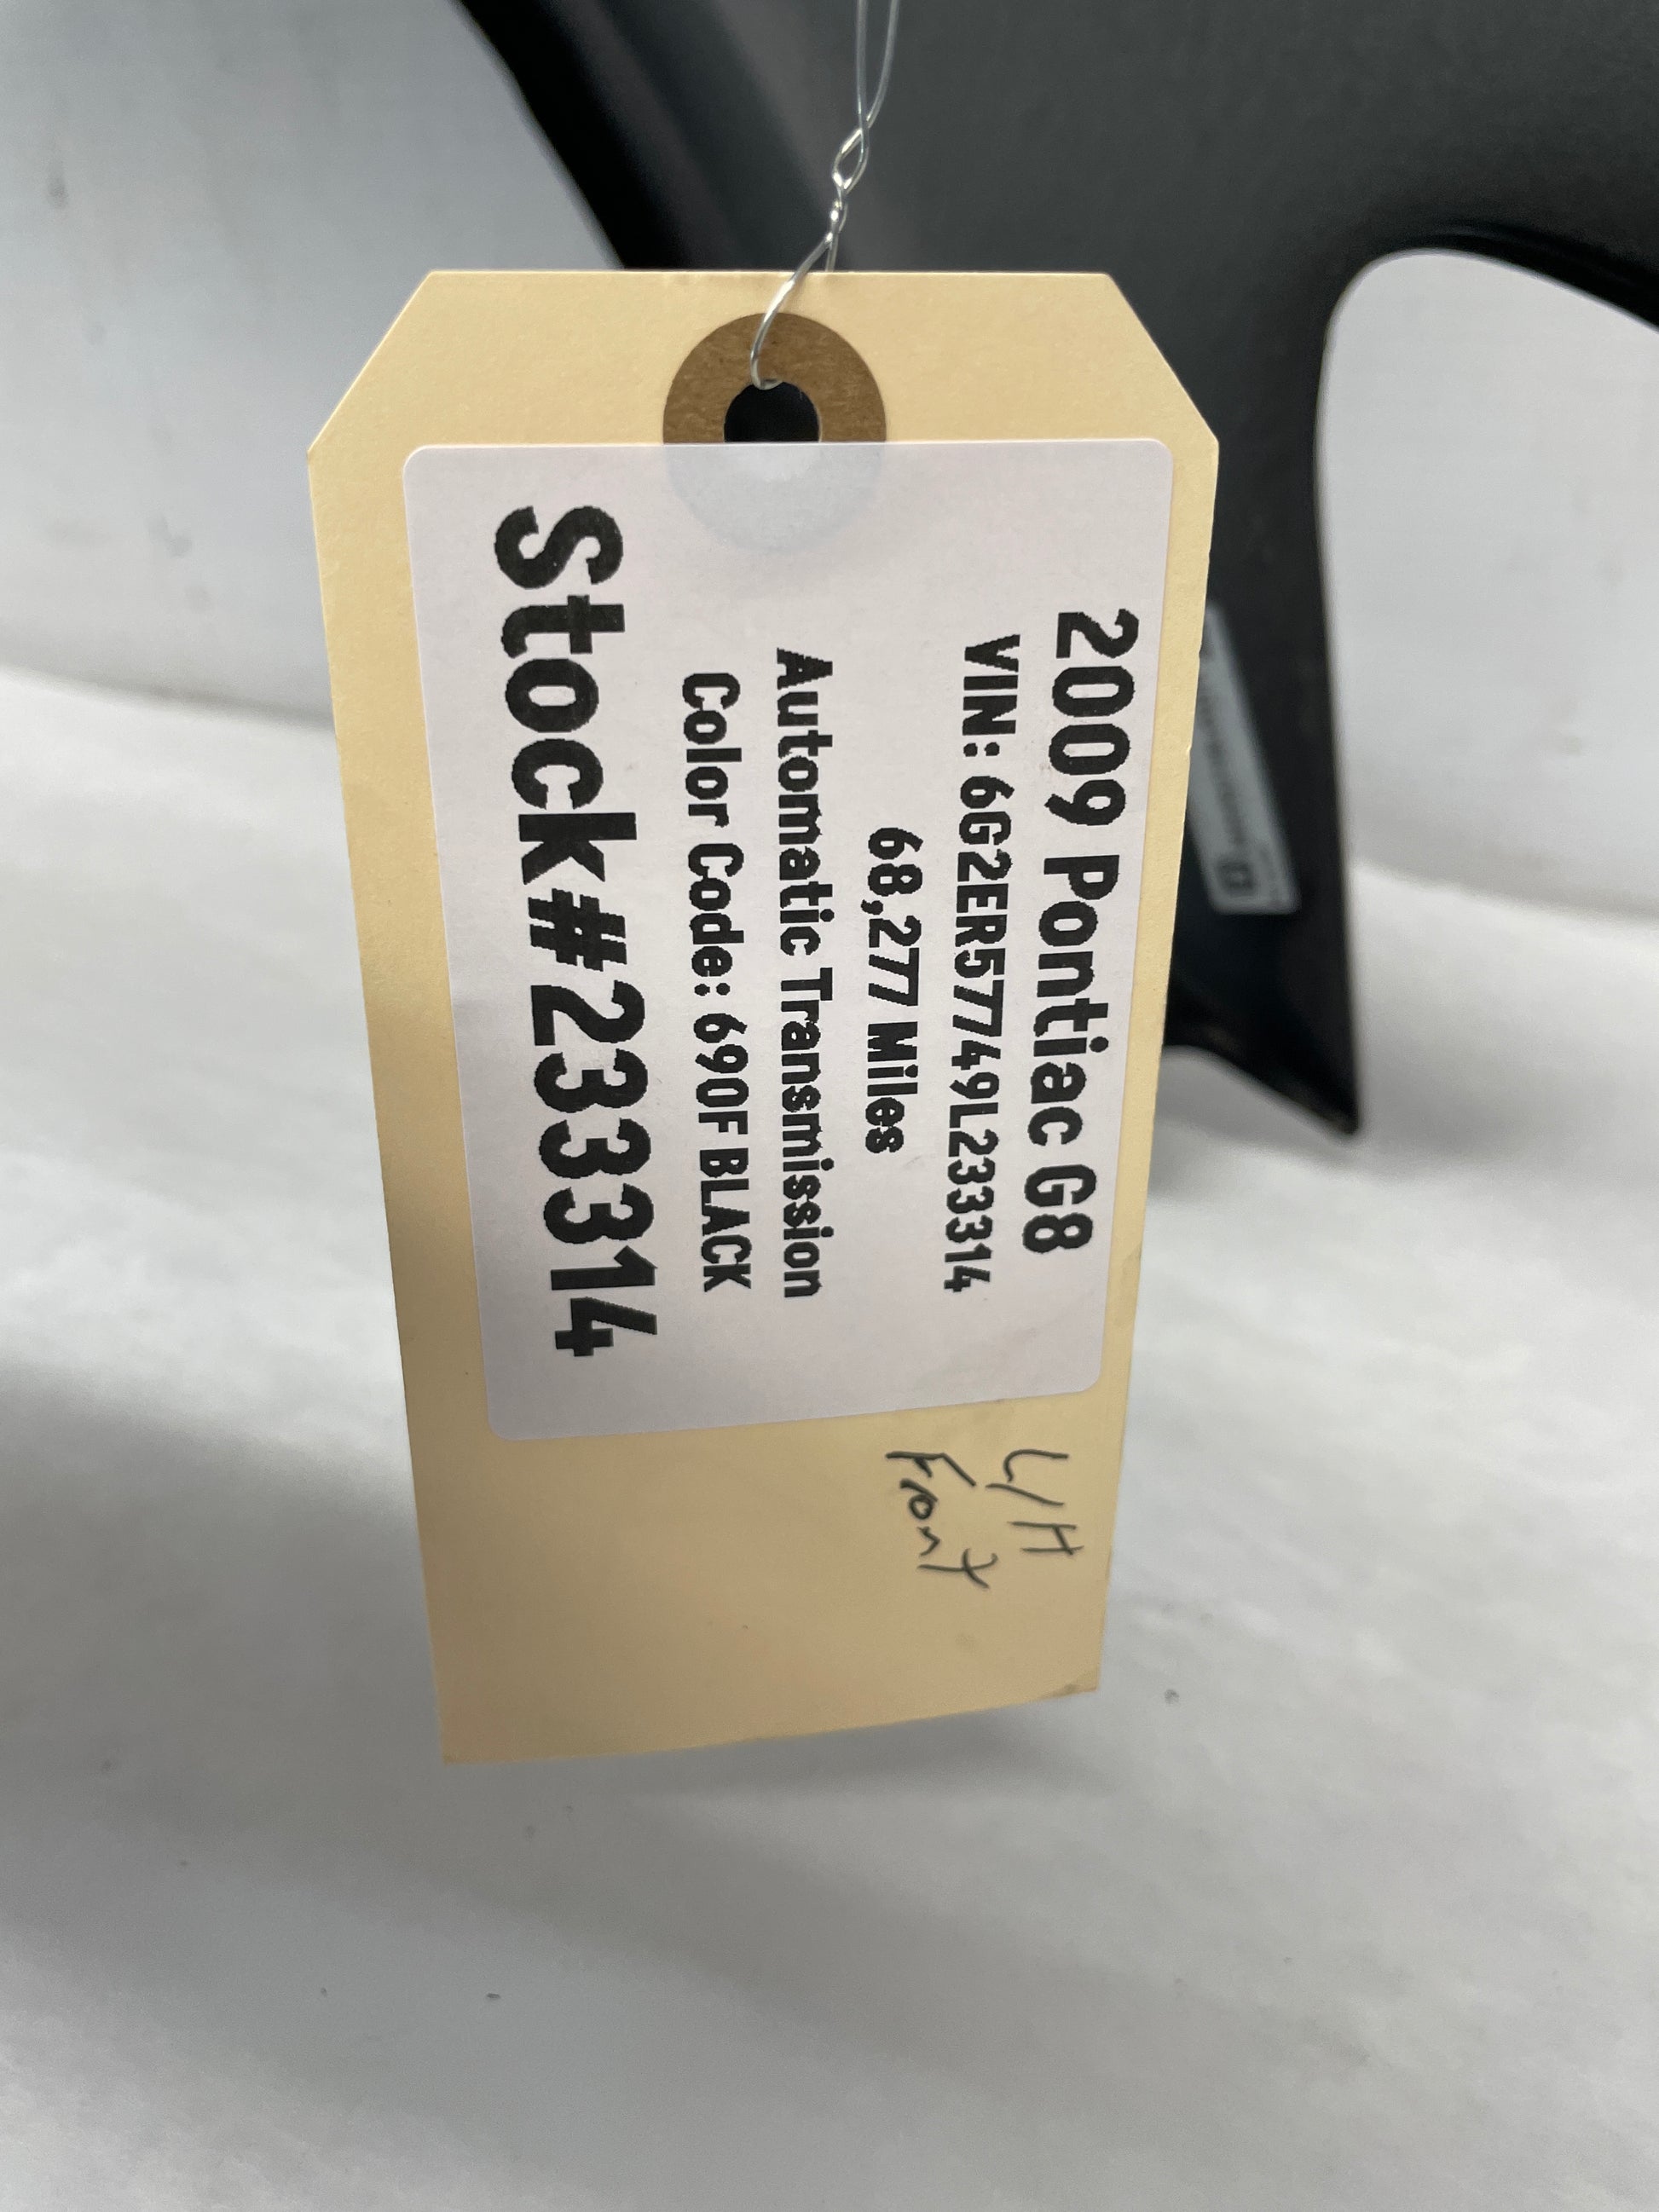 2009 Pontiac G8
VIN: 6G2ER57749L233314
68,277 Miles
Automatic Transmission
Color Code: 690F BLACK
Stock#233314
L/H
Front